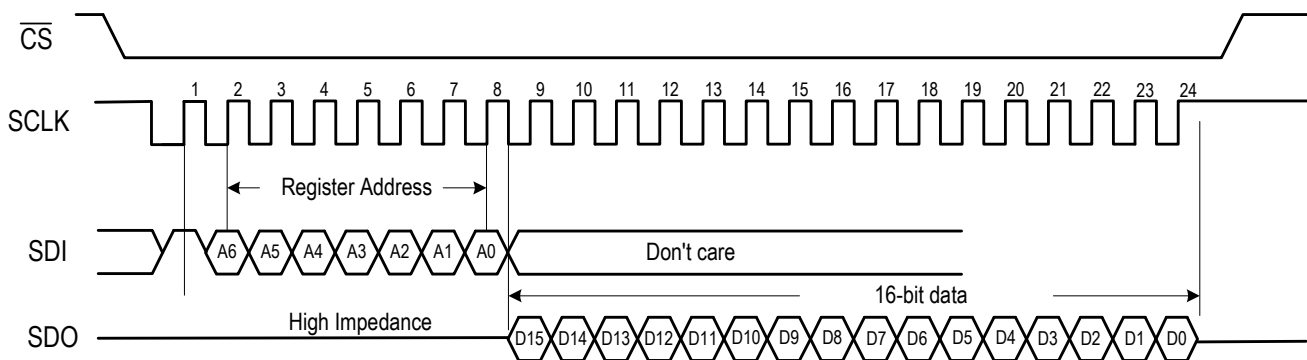 CS
1 2 3 4 5 6 7 8 9 10 11 12 13 14 15 16 17 18 19 20 21 22 23 24
SCLK
Register Address
SDI A6 A5 A4 A3 A2 A1 A0 Don't care
16-bit data
High Impedance
SDO D15 D14 D13 D12 D11 D10 D9 D8 D7 D6 D5 D4 D3 D2 D1 D0